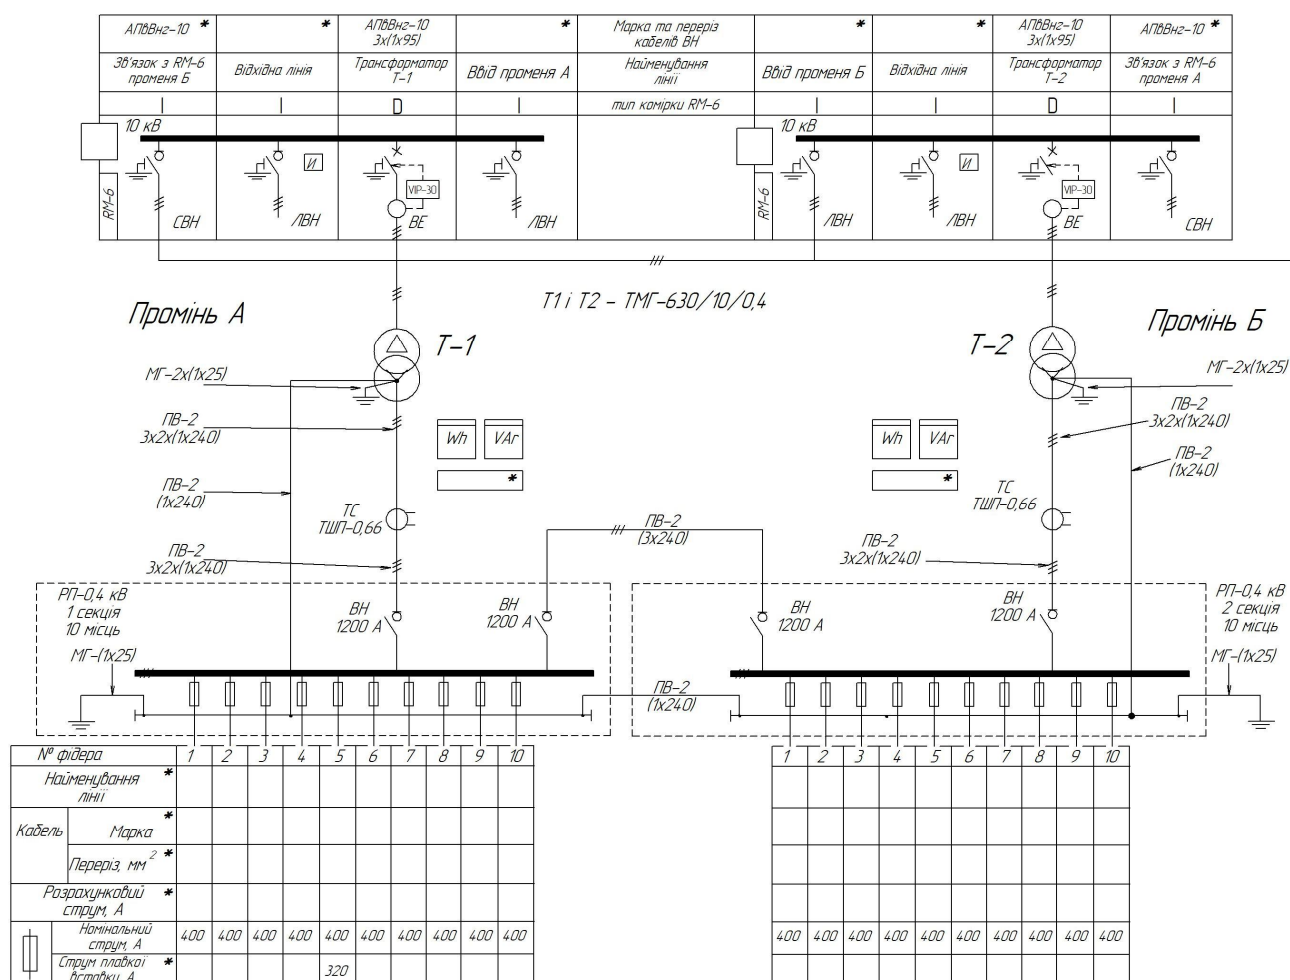 АПвВнг-10 *
*
АПвВнг-10
3х(1х95)
*
Марка та переріз
кабелів ВН
*
*
АПвВнг-10
3х(1х95)
АПвВнг-10 *
Зв'язок з RM-6
променя Б
Відхідна лінія
Трансформатор
Т-1
Ввід променя А
Найменування
лінії
Ввід променя Б
Відхідна лінія
Трансформатор
Т-2
Зв'язок з RM-6
променя А
I
I
D
I
тип комірки RM-6
I
I
D
I
10 кВ
10 кВ
И
И
VIP-30
VIP-30
RM-6
СВН
ЛВН
ВЕ
ЛВН
RM-6
ЛВН
ЛВН
ВЕ
СВН
Т1 і Т2 - ТМГ-630/10/0,4
Промінь А
Промінь Б
Т-1
Т-2
МГ-2х(1х25)
МГ-2х(1х25)
ПВ-2
3х2х(1х240)
ПВ-2
3х2х(1х240)
Wh
VAr
Wh
VAr
*
*
ПВ-2
(1х240)
ПВ-2
(1х240)
ТС
ТШП-0,66
ТС
ТШП-0,66
ПВ-2
(3х240)
ПВ-2
3х2х(1х240)
ПВ-2
3х2х(1х240)
РП-0,4 кВ
1 секція
10 місць
РП-0,4 кВ
2 секція
10 місць
ВН
1200 А
ВН
1200 А
ВН
1200 А
ВН
1200 А
МГ-(1х25)
МГ-(1х25)
ПВ-2
(1х240)
№ фідера 1 2 3 4 5 6 7 8 9 10
1 2 3 4 5 6 7 8 9 10
Найменування *
лінії
Кабель
Марка *
Переріз, мм² *
Розрахунковий *
струм, А
Номінальний
струм, А
400 400 400 400 400 400 400 400 400 400
400 400 400 400 400 400 400 400 400 400
Струм плавкої *
вставки, А
320